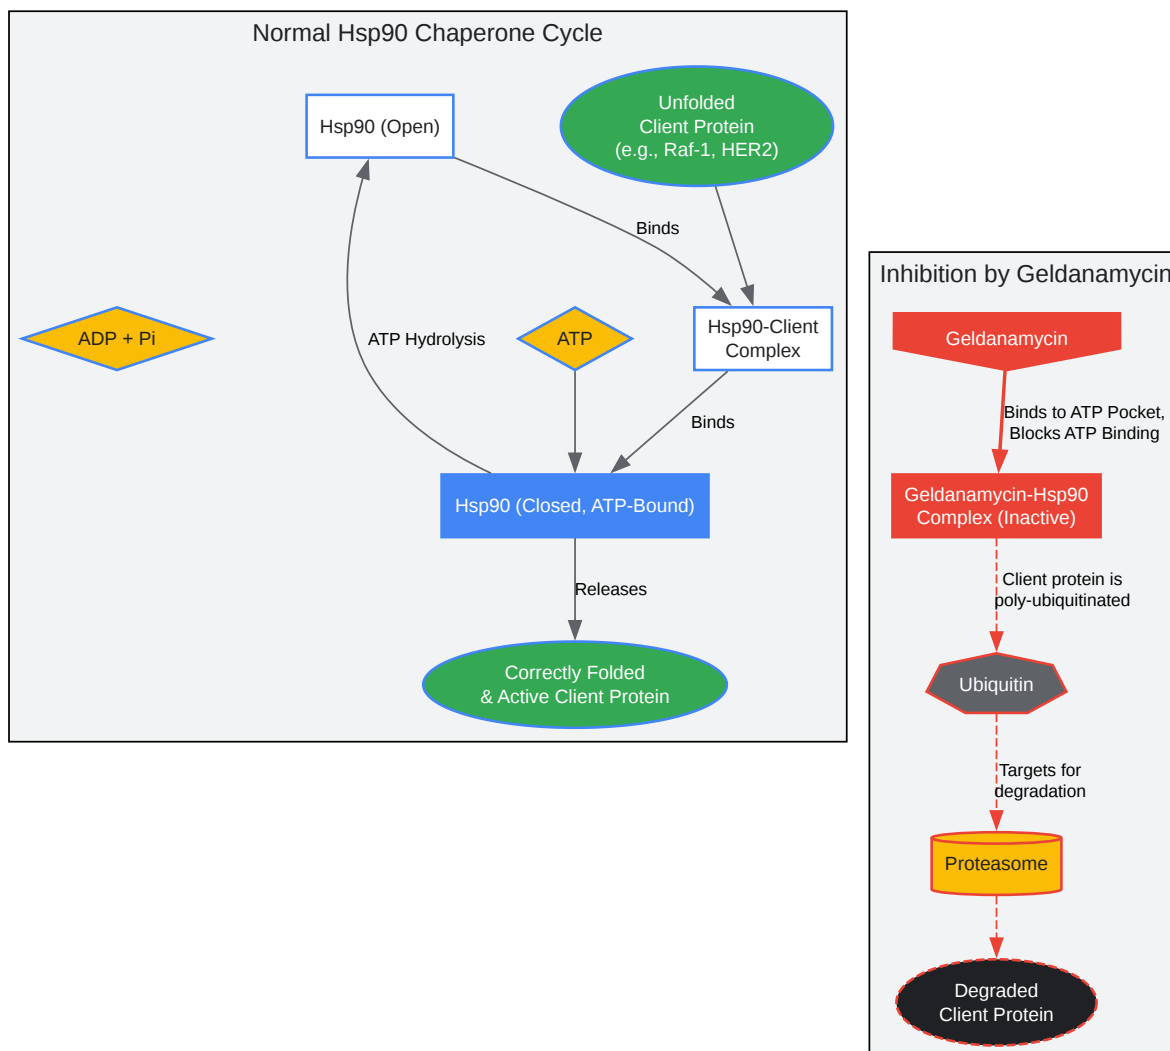 Normal Hsp90 Chaperone Cycle
Hsp90 (Open)
Unfolded
Client Protein
(e.g., Raf-1, HER2)
Binds
ADP + Pi
ATP Hydrolysis
ATP
Hsp90-Client
Complex
Binds
Hsp90 (Closed, ATP-Bound)
Releases
Correctly Folded
& Active Client Protein
Inhibition by Geldanamycin
Geldanamycin
Binds to ATP Pocket,
Blocks ATP Binding
Geldanamycin-Hsp90
Complex (Inactive)
Client protein is
poly-ubiquitinated
Ubiquitin
Targets for
degradation
Proteasome
Degraded
Client Protein